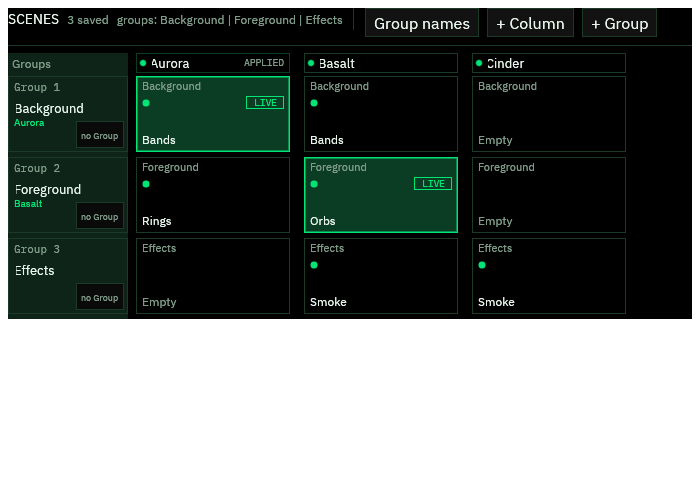 SCENES 3 saved groups: Background | Foreground | Effects Group names + Column + Group
Groups Aurora APPLIED Basalt Cinder
Group 1 Background Background Background
Background LIVE
Aurora
no Group Bands Bands Empty
Group 2 Foreground Foreground Foreground
Foreground LIVE
Basalt
no Group Rings Orbs Empty
Group 3 Effects Effects Effects
Effects
no Group Empty Smoke Smoke